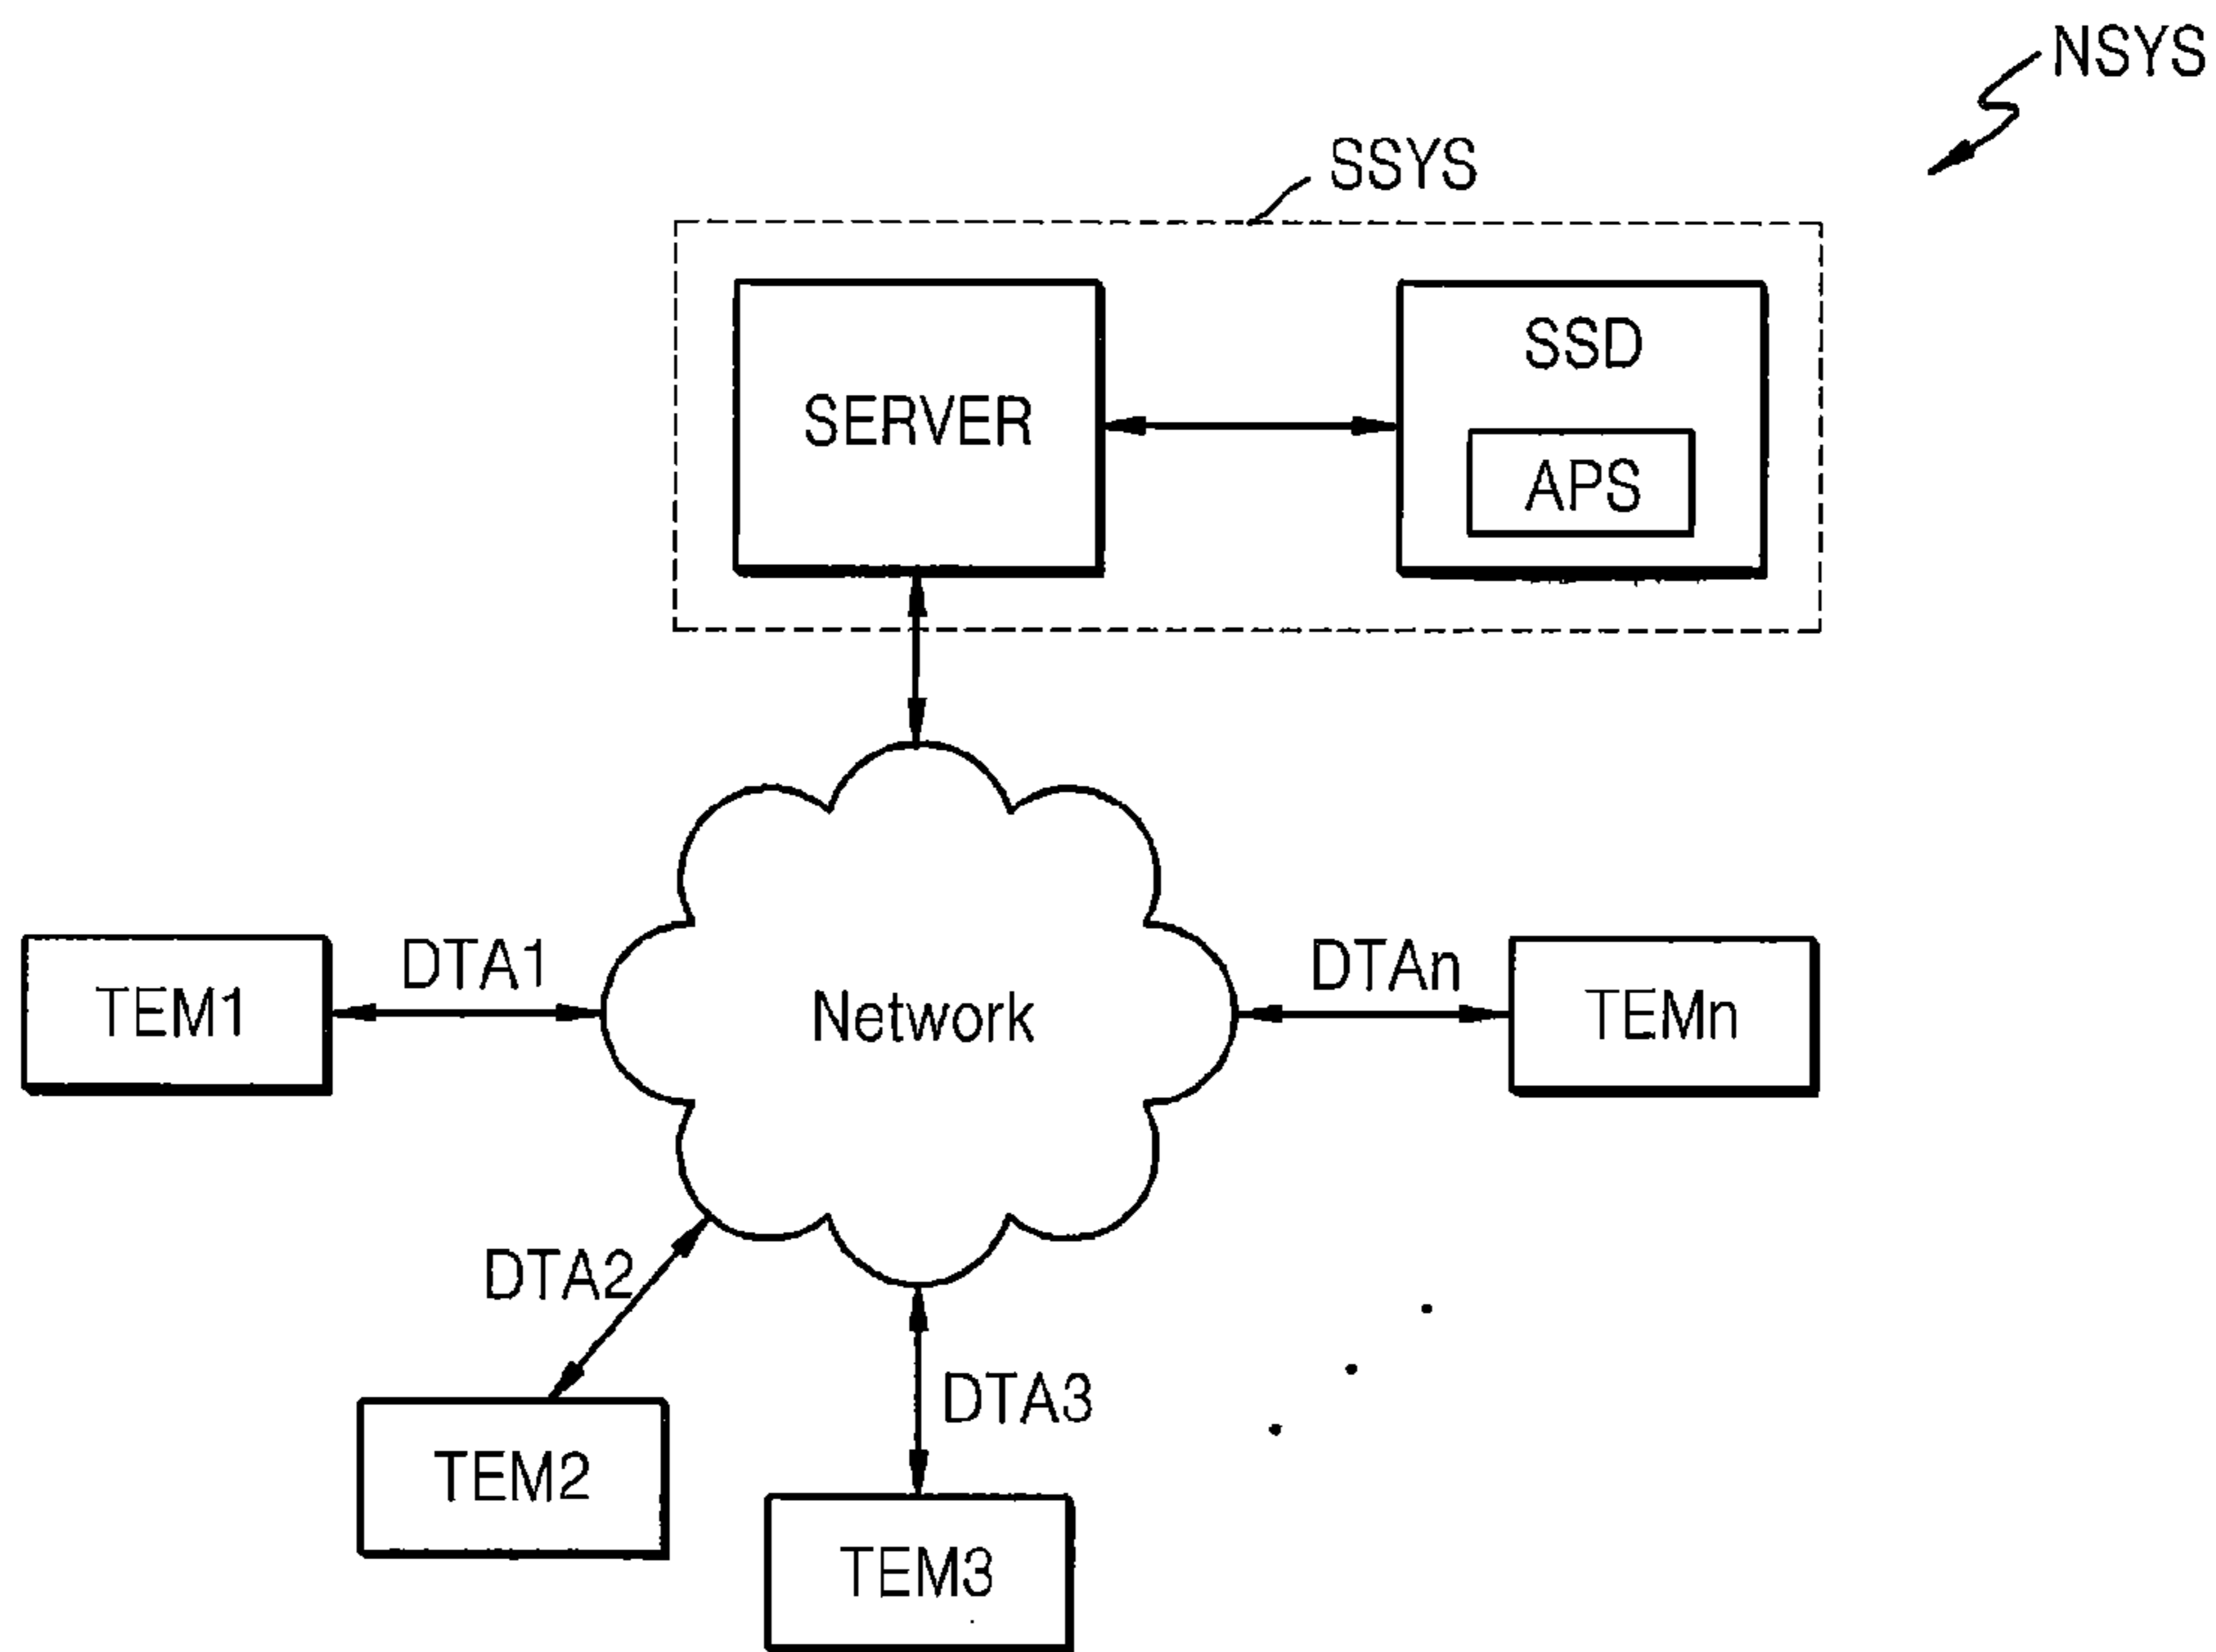 NSYS
SSYS
SERVER
SSD
APS
TEM1
DTA1
Network
DTAn
TEMn
DTA2
DTA3
TEM2
TEM3